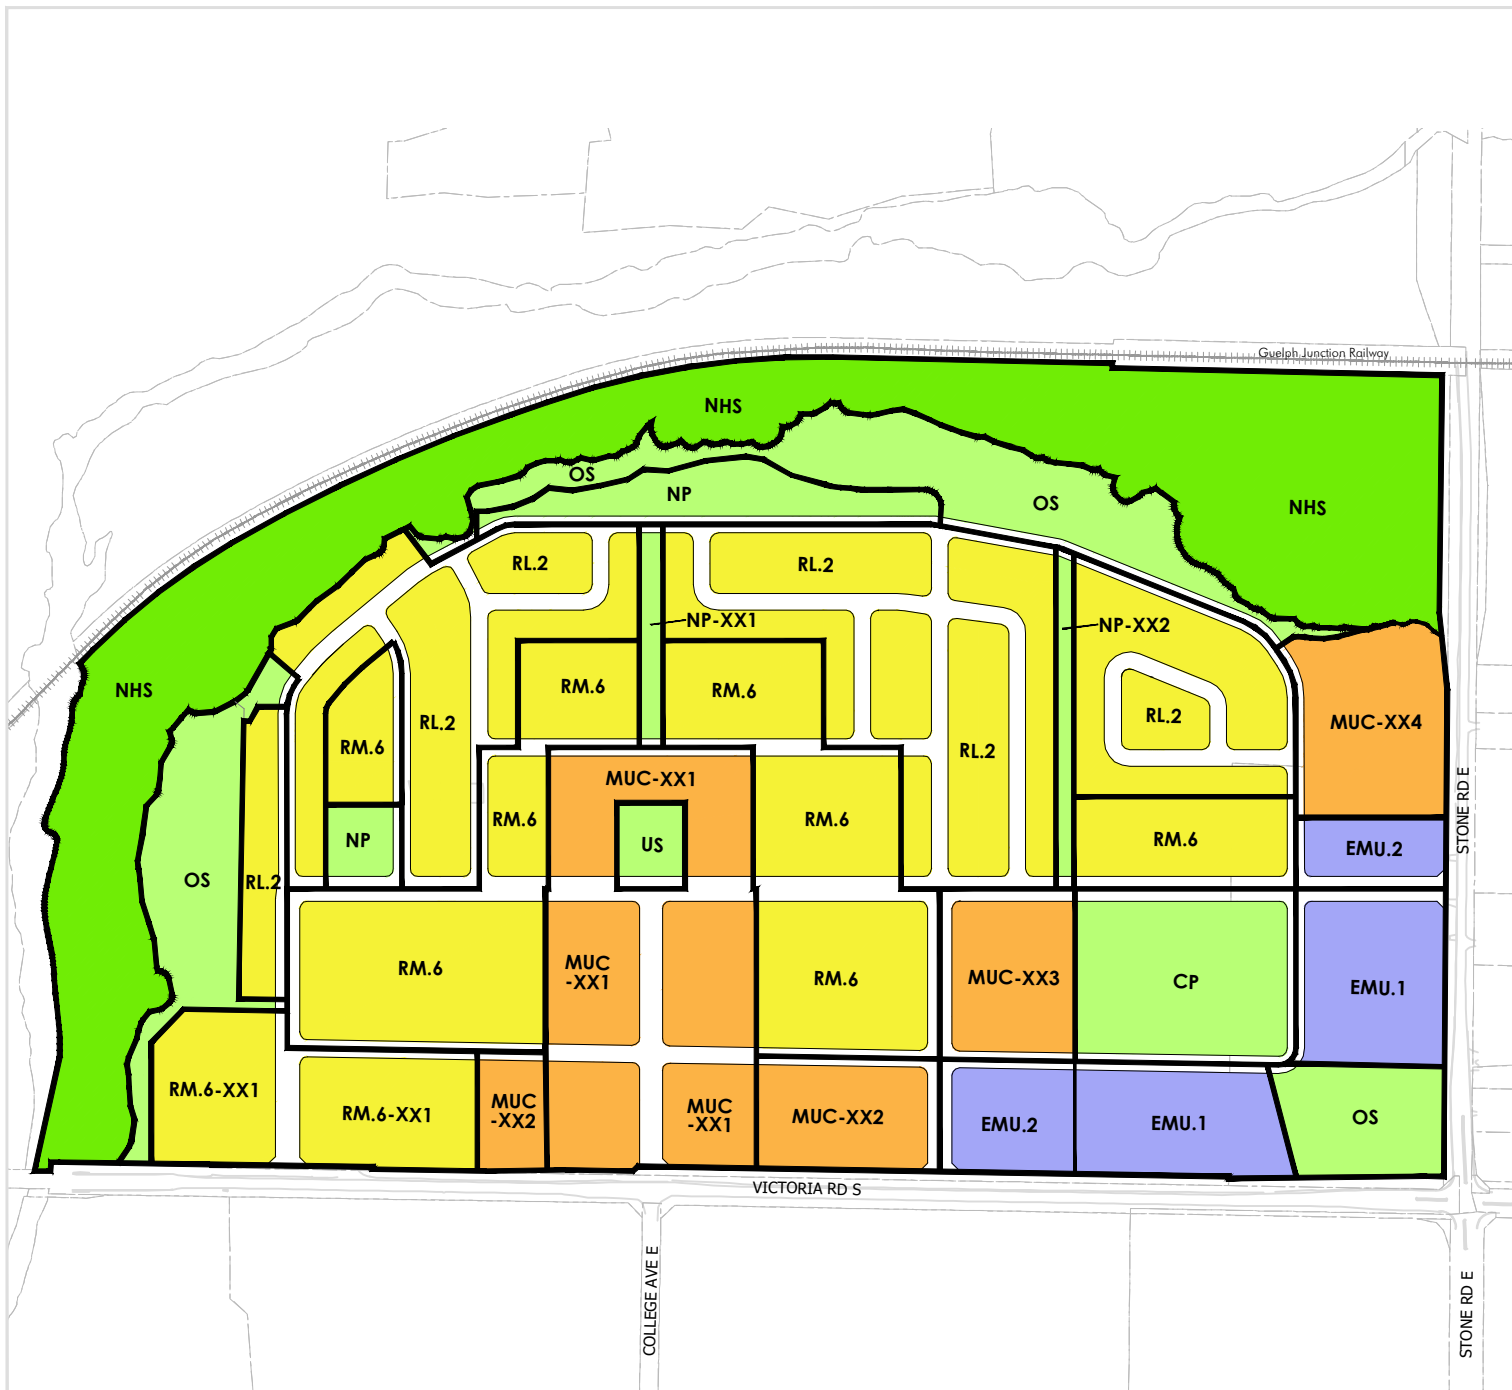 Guelph Junction Railway
NHS
OS
NP
OS
NHS
RL.2
RL.2
NP-XX1
NP-XX2
NHS
RM.6
RM.6
RL.2
RL.2
MUC-XX4
RM.6
RL.2
MUC-XX1
STONE RD E
RM.6
RM.6
NP
US
RM.6
EMU.2
OS
RL.2
RM.6
MUC
-XX1
RM.6
MUC-XX3
CP
EMU.1
RM.6-XX1
RM.6-XX1
MUC
-XX2
MUC
-XX1
MUC-XX2
EMU.2
EMU.1
OS
VICTORIA RD S
COLLEGE AVE E
STONE RD E